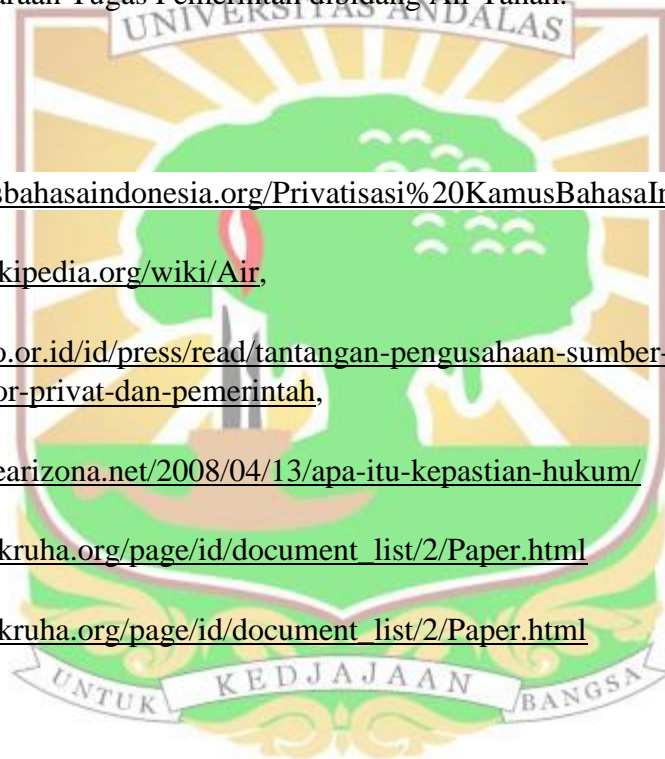 araan Tugas Pemerintah dibidang Air Tanah.
UNIVERSITAS ANDALAS
sbahasaindonesia.org/Privatisasi%20KamusBahasaIn
kipedia.org/wiki/Air,
o.or.id/id/press/read/tantangan-pengusahaan-sumber-
or-privat-dan-pemerintah,
earizona.net/2008/04/13/apa-itu-kepastian-hukum/
kruha.org/page/id/document_list/2/Paper.html
kruha.org/page/id/document_list/2/Paper.html
UNTUK KEDJAJAAN BANGSA